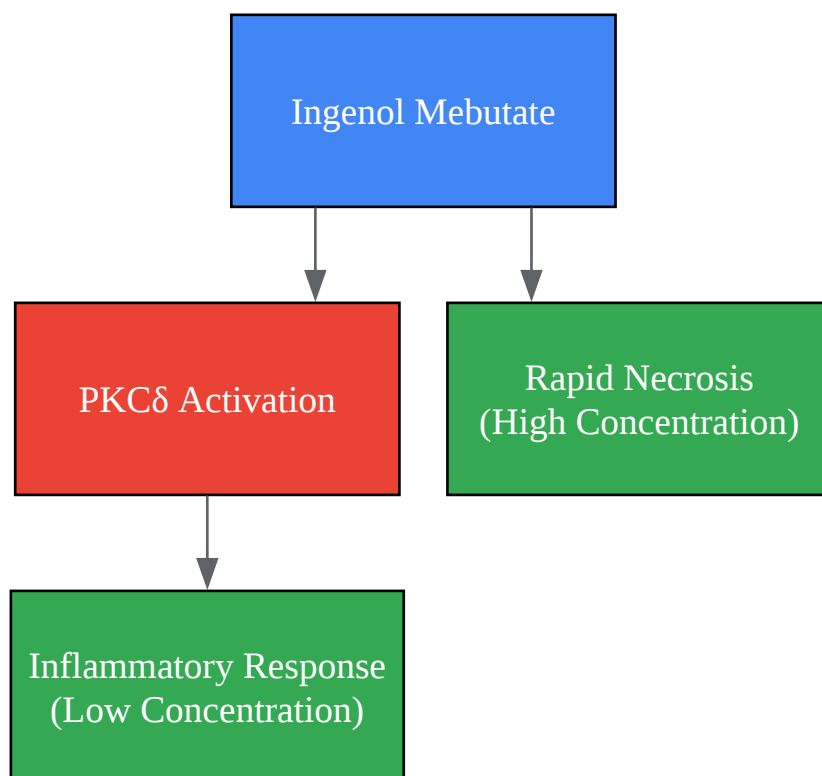 Ingenol Mebutate
PKCδ Activation
Rapid Necrosis
(High Concentration)
Inflammatory Response
(Low Concentration)